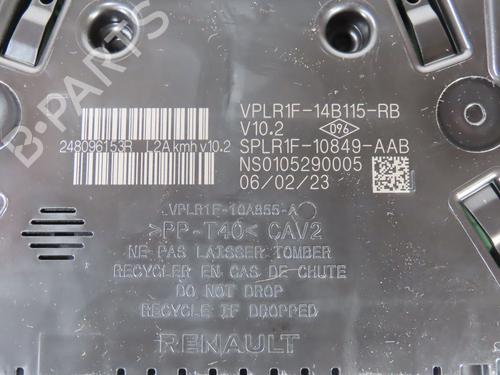 VPLR1F-14B115-RB
V10.2 096
248096153R L2A kmh v10.2
SPLR1F-10849-AAB
NS0105290005
06/02/23
VPLR1F-10A855-A
>PP-T40< CAV2
NE PAS LAISSER TOMBER
RECYCLER EN CAS DE CHUTE
DO NOT DROP
RECYCLE IF DROPPED
RENAULT
B-PARTS